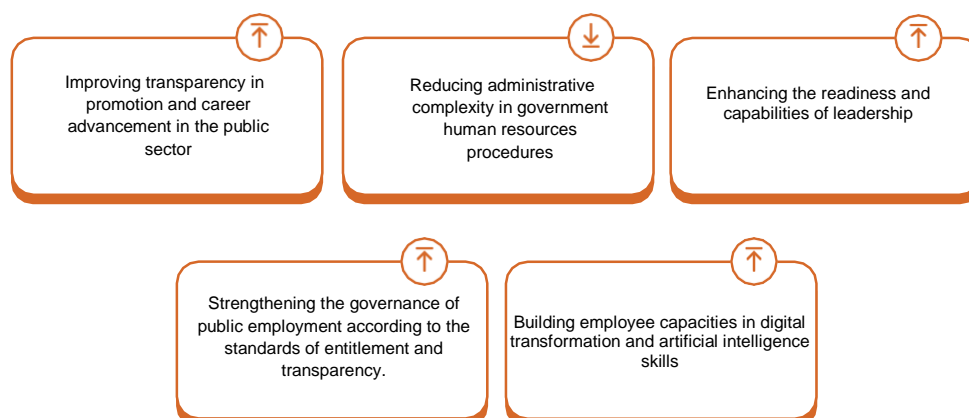 Improving transparency in
promotion and career
advancement in the public
sector
Reducing administrative
complexity in government
human resources
procedures
Enhancing the readiness and
capabilities of leadership
Strengthening the governance of
public employment according to the
standards of entitlement and
transparency.
Building employee capacities in digital
transformation and artificial intelligence
skills